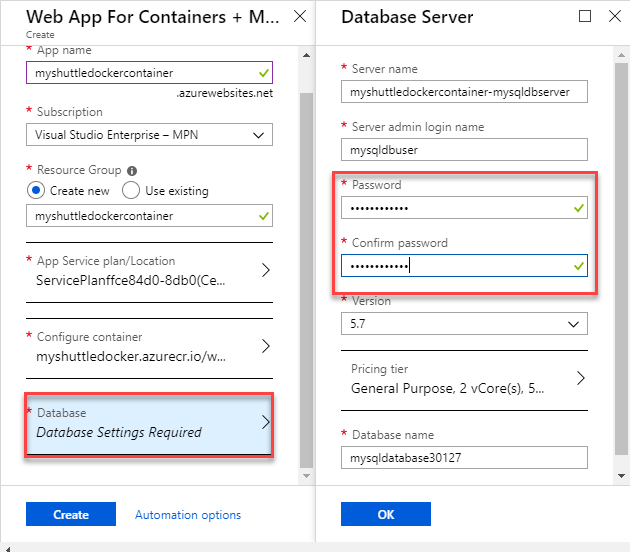 Web App For Containers + M...
Create
* App name
myshuttledockercontainer
.azurewebsites.net
* Subscription
Visual Studio Enterprise – MPN
* Resource Group
Create new
Use existing
myshuttledockercontainer
* App Service plan/Location
ServicePlanffce84d0-8db0(Ce...
* Configure container
myshuttledocker.azurecr.io/w...
* Database
Database Settings Required
Create
Automation options
Database Server
* Server name
myshuttledockercontainer-mysqldbserver
* Server admin login name
mysqldbuser
* Password
••••••••••••
* Confirm password
••••••••••••
* Version
5.7
Pricing tier
General Purpose, 2 vCore(s), 5...
* Database name
mysqldatabase30127
OK